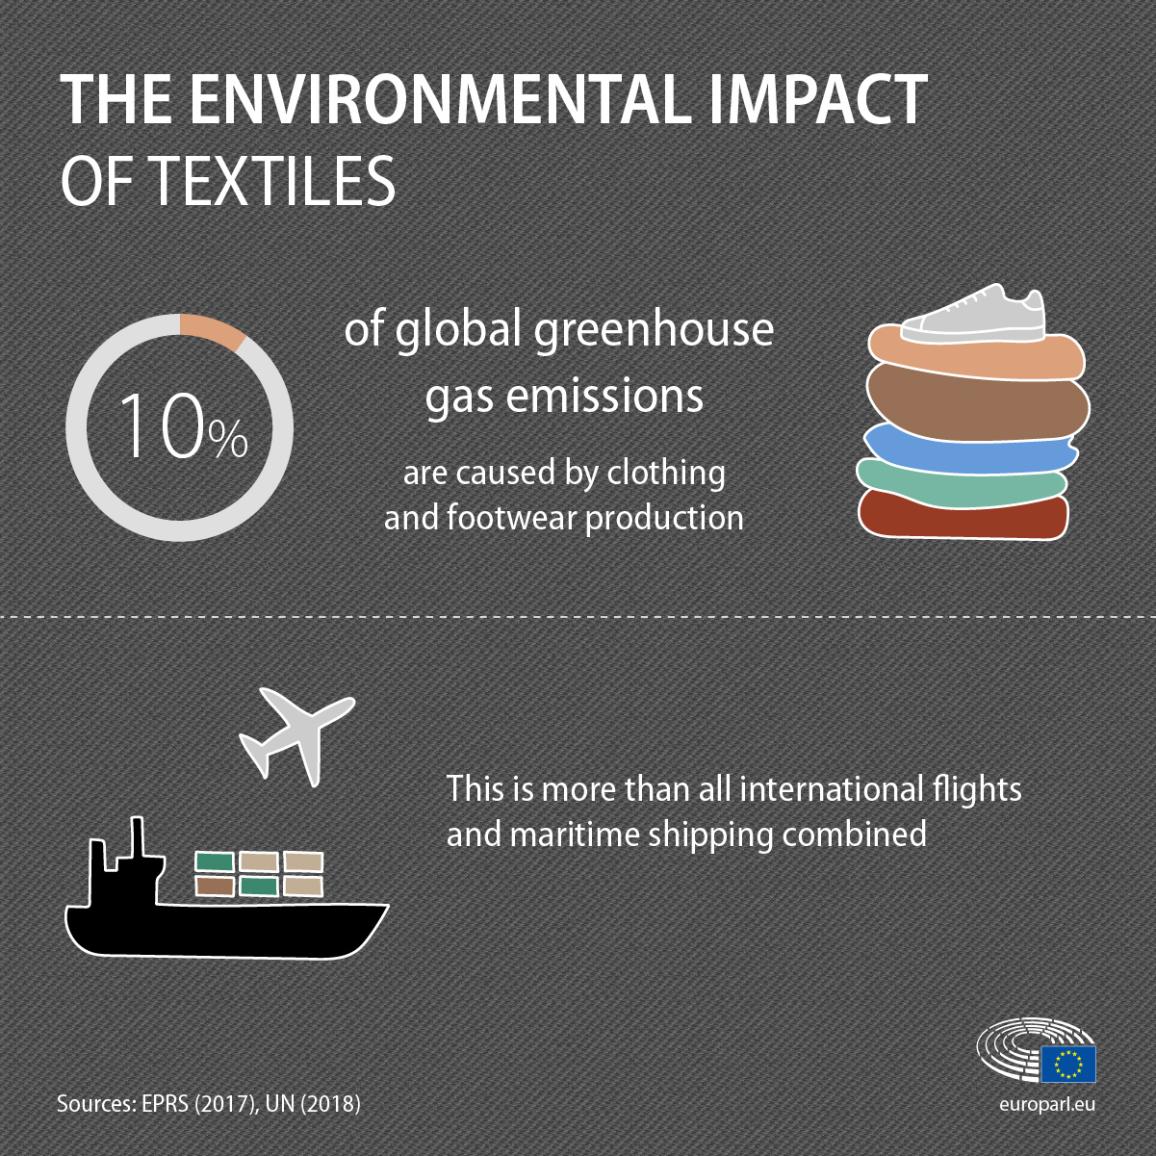 THE ENVIRONMENTAL IMPACT
OF TEXTILES
10%
of global greenhouse
gas emissions
are caused by clothing
and footwear production
This is more than all international flights
and maritime shipping combined
Sources: EPRS (2017), UN (2018)
europarl.eu